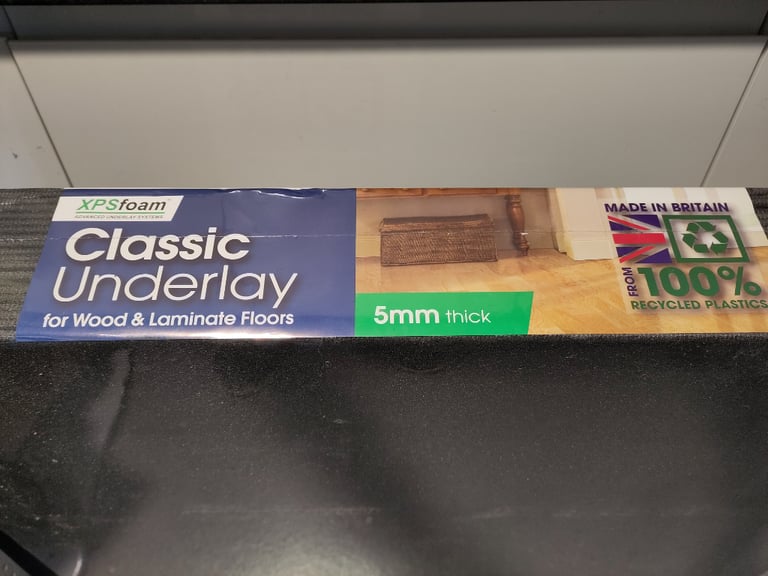 XPSfoam
ADVANCED UNDERLAY SYSTEMS
Classic
Underlay
for Wood & Laminate Floors
5mm thick
MADE IN BRITAIN
FROM
100%
RECYCLED PLASTICS